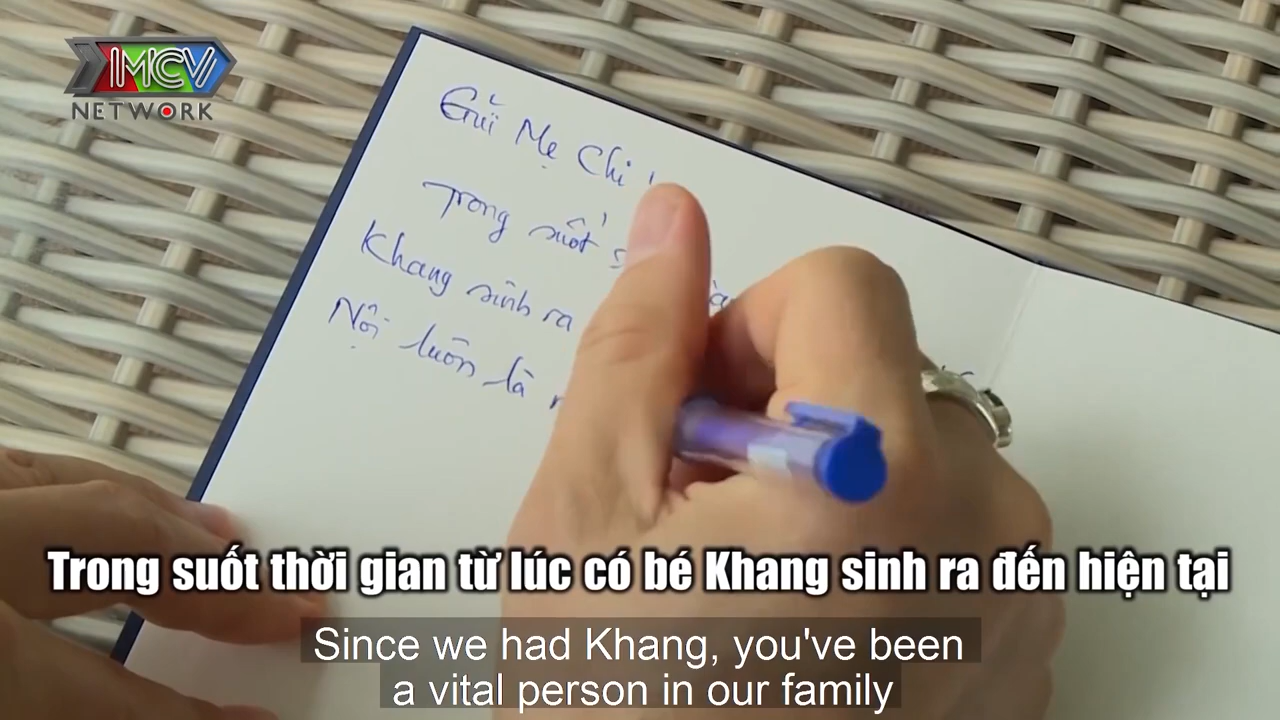 MCV
NETWORK
Gửi Mẹ Chi
Trong suốt
Khang sinh ra
Nội luôn là
Trong suốt thời gian từ lúc có bé Khang sinh ra đến hiện tại
Since we had Khang, you've been
a vital person in our family